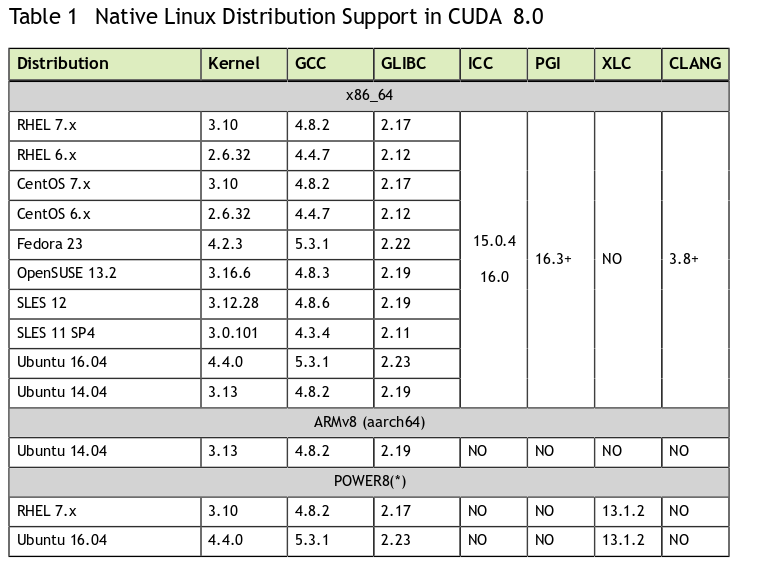 Table 1 Native Linux Distribution Support in CUDA 8.0
Distribution Kernel GCC GLIBC ICC PGI XLC CLANG
x86_64
RHEL 7.x 3.10 4.8.2 2.17
RHEL 6.x 2.6.32 4.4.7 2.12
CentOS 7.x 3.10 4.8.2 2.17
CentOS 6.x 2.6.32 4.4.7 2.12
Fedora 23 4.2.3 5.3.1 2.22
OpenSUSE 13.2 3.16.6 4.8.3 2.19
SLES 12 3.12.28 4.8.6 2.19
SLES 11 SP4 3.0.101 4.3.4 2.11
Ubuntu 16.04 4.4.0 5.3.1 2.23
Ubuntu 14.04 3.13 4.8.2 2.19
15.0.4
16.0
16.3+
NO
3.8+
ARMv8 (aarch64)
Ubuntu 14.04 3.13 4.8.2 2.19 NO NO NO NO
POWER8(*)
RHEL 7.x 3.10 4.8.2 2.17 NO NO 13.1.2 NO
Ubuntu 16.04 4.4.0 5.3.1 2.23 NO NO 13.1.2 NO